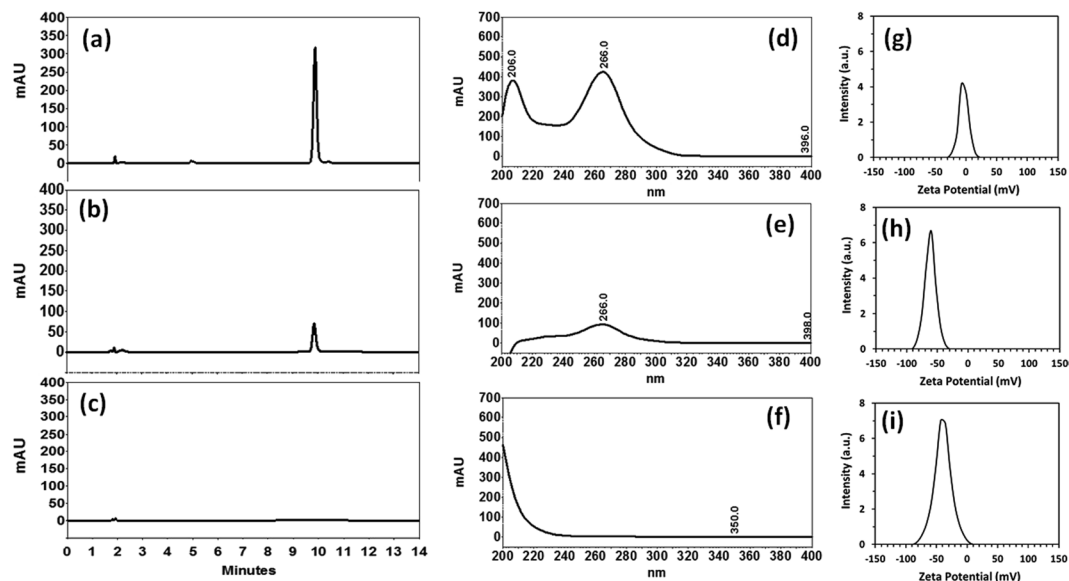 (a)
mAU
400
350
300
250
200
150
100
50
0
(b)
mAU
400
350
300
250
200
150
100
50
0
(c)
mAU
400
350
300
250
200
150
100
50
0
0 1 2 3 4 5 6 7 8 9 10 11 12 13 14
Minutes
(d)
mAU
700
600
500
400
300
200
100
0
206.0
266.0
396.0
200 220 240 260 280 300 320 340 360 380 400
nm
(e)
mAU
700
600
500
400
300
200
100
0
266.0
398.0
200 220 240 260 280 300 320 340 360 380 400
nm
(f)
mAU
700
600
500
400
300
200
100
0
350.0
200 220 240 260 280 300 320 340 360 380 400
nm
(g)
Intensity (a.u.)
8
6
4
2
0
-150 -100 -50 0 50 100 150
Zeta Potential (mV)
(h)
Intensity (a.u.)
8
6
4
2
0
-150 -100 -50 0 50 100 150
Zeta Potential (mV)
(i)
Intensity (a.u.)
8
6
4
2
0
-150 -100 -50 0 50 100 150
Zeta Potential (mV)